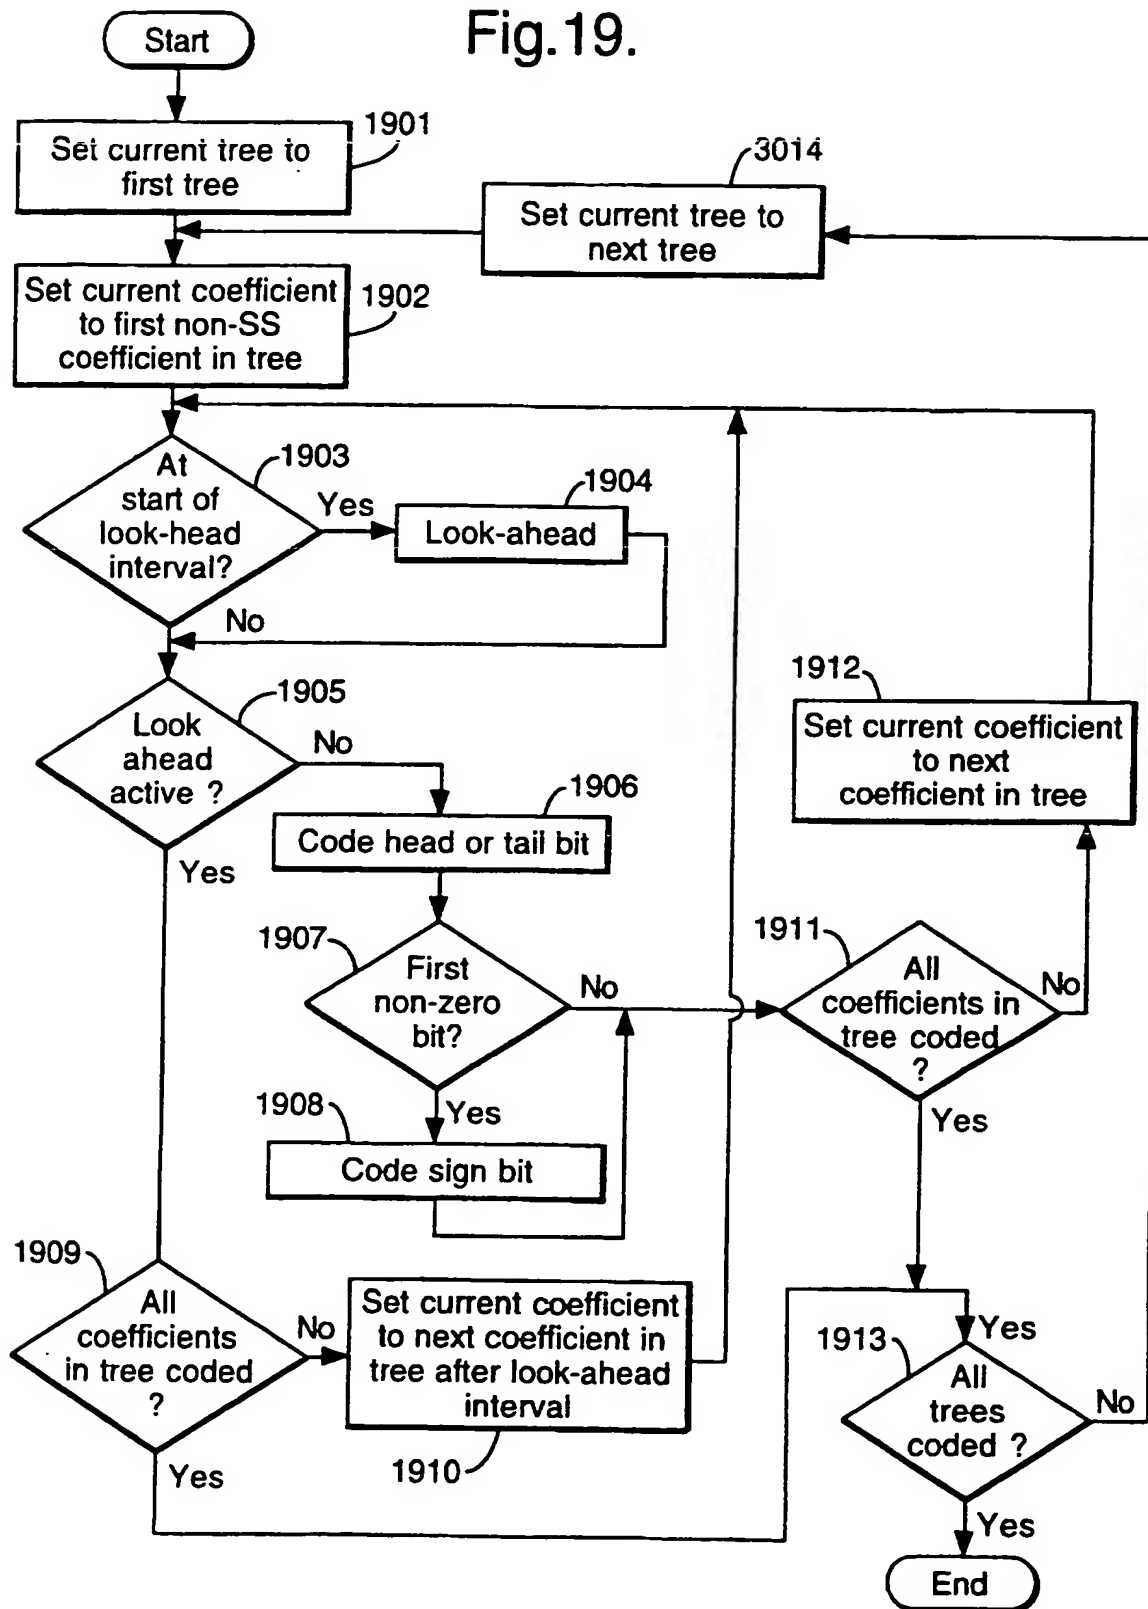 Fig.19.
Start
1901
Set current tree to
first tree
3014
Set current tree to
next tree
Set current coefficient
to first non-SS
coefficient in tree
1902
At
start of
look-head
interval?
1903
Yes
1904
Look-ahead
No
1905
Look
ahead
active ?
No
Yes
1906
Code head or tail bit
1912
Set current coefficient
to next
coefficient in tree
1907
First
non-zero
bit?
No
Yes
1911
All
coefficients in
tree coded
?
No
Yes
1908
Code sign bit
1909
All
coefficients
in tree coded
?
No
Yes
Set current coefficient
to next coefficient in
tree after look-ahead
interval
1910
Yes
1913
All
trees
coded ?
No
Yes
End